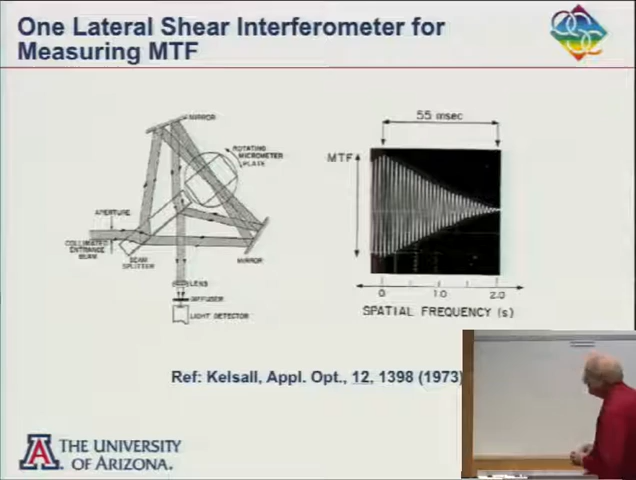 One Lateral Shear Interferometer for
Measuring MTF
MIRROR
ROTATING
MICROMETER
PLATE
APERTURE
COLLIMATED
ENTRANCE
BEAM
BEAM
SPLITTER
MIRROR
LENS
DIFFUSER
LIGHT DETECTOR
55 msec
MTF
0 1.0 2.0
SPATIAL FREQUENCY (s)
Ref: Kelsall, Appl. Opt., 12, 1398 (1973)
A
THE UNIVERSITY
OF ARIZONA.